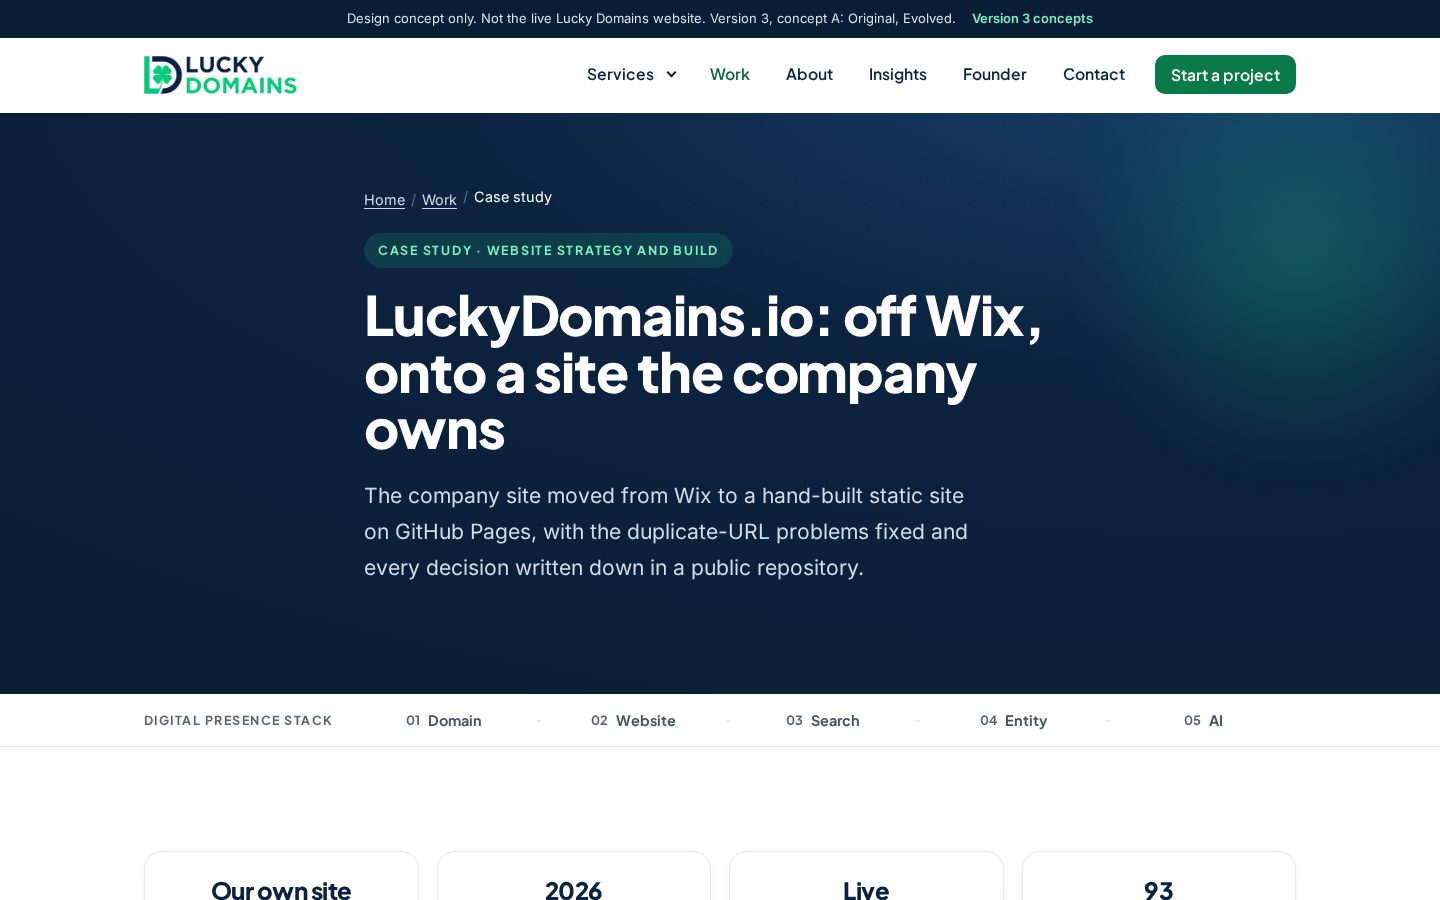 Design concept only. Not the live Lucky Domains website. Version 3, concept A: Original, Evolved. Version 3 concepts
LUCKY
DOMAINS
Services Work About Insights Founder Contact Start a project
Home / Work / Case study
CASE STUDY · WEBSITE STRATEGY AND BUILD
LuckyDomains.io: off Wix,
onto a site the company
owns
The company site moved from Wix to a hand-built static site
on GitHub Pages, with the duplicate-URL problems fixed and
every decision written down in a public repository.
DIGITAL PRESENCE STACK 01 Domain - 02 Website - 03 Search - 04 Entity - 05 AI
Our own site 2026 Live 93